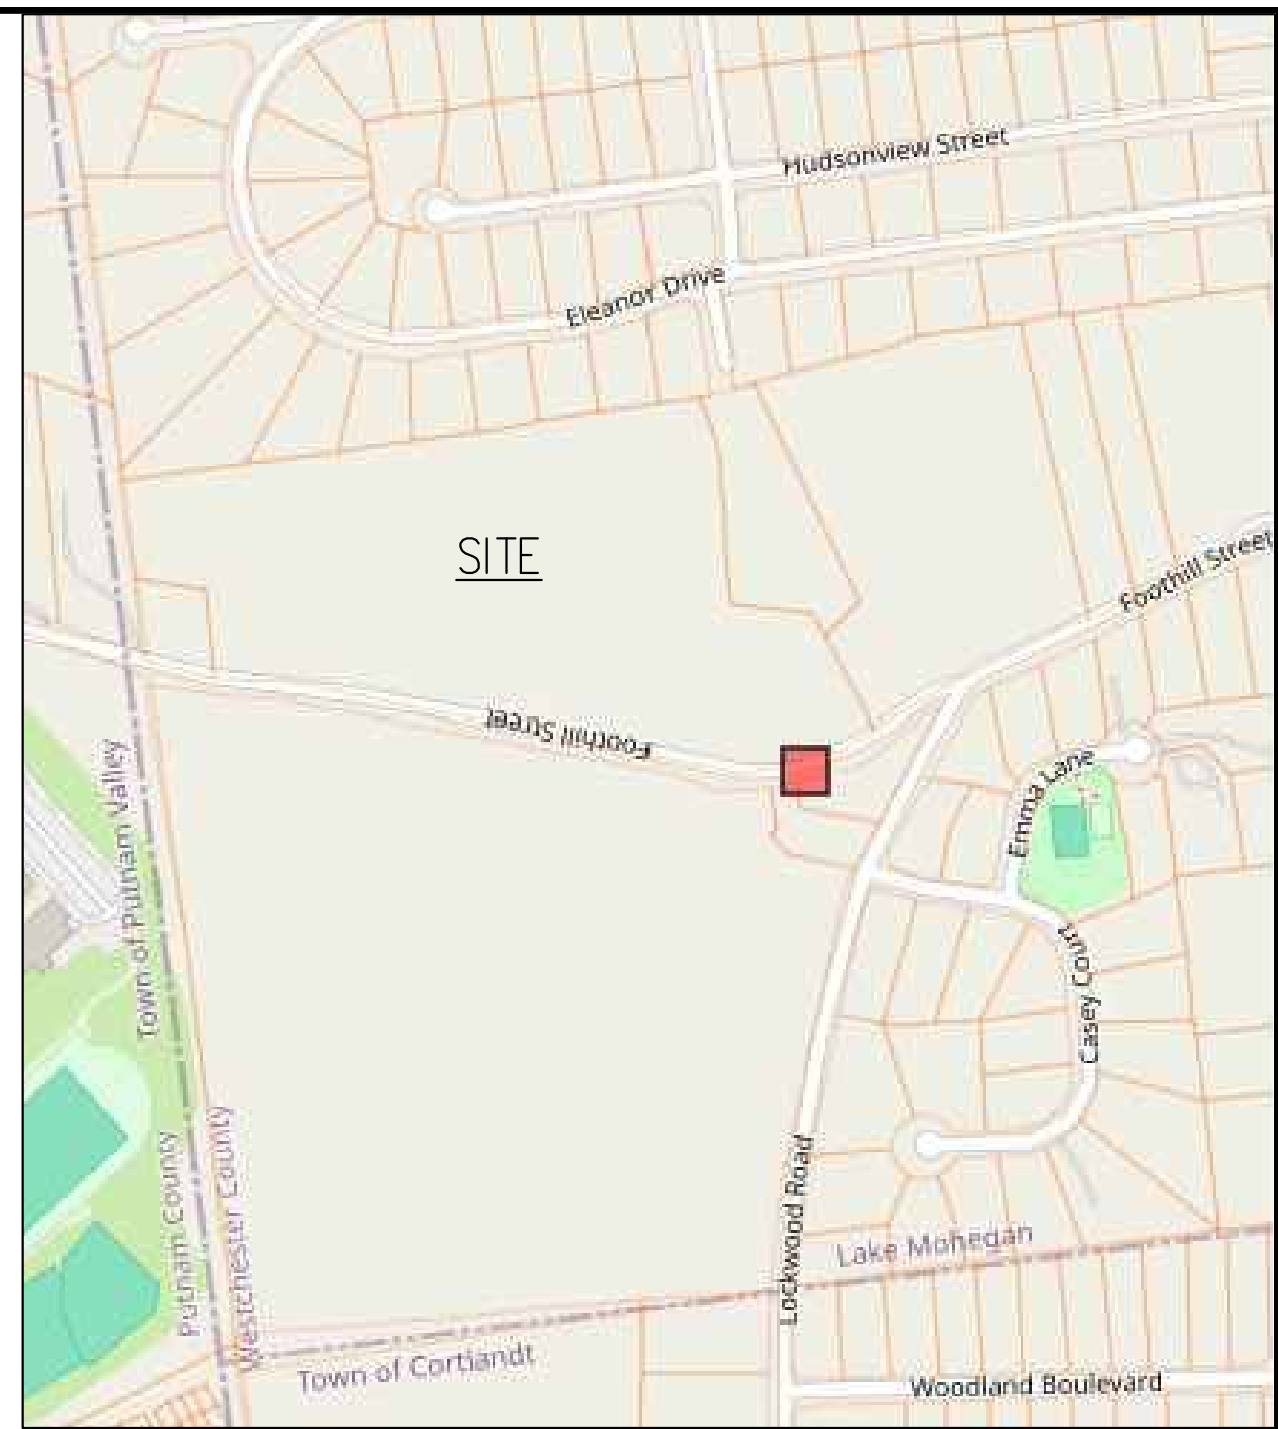 Hudsonview Street
Eleanor Drive
SITE
Foothill Street
Foothill Street
Emma Lane
Town of Putnam Valley
Casey Court
Putnam County
Westchester County
Lockwood Road
Lake Mohegan
Town of Cortlandt
Woodland Boulevard